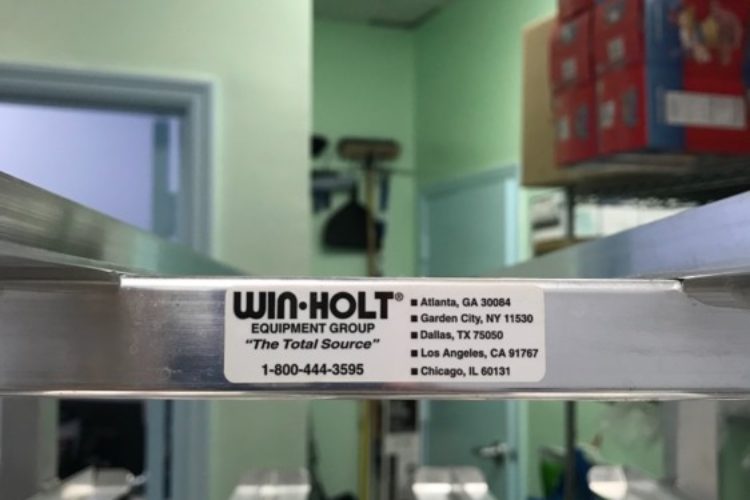 WIN·HOLT®
EQUIPMENT GROUP
"The Total Source"
1-800-444-3595
■ Atlanta, GA 30084
■ Garden City, NY 11530
■ Dallas, TX 75050
■ Los Angeles, CA 91767
■ Chicago, IL 60131